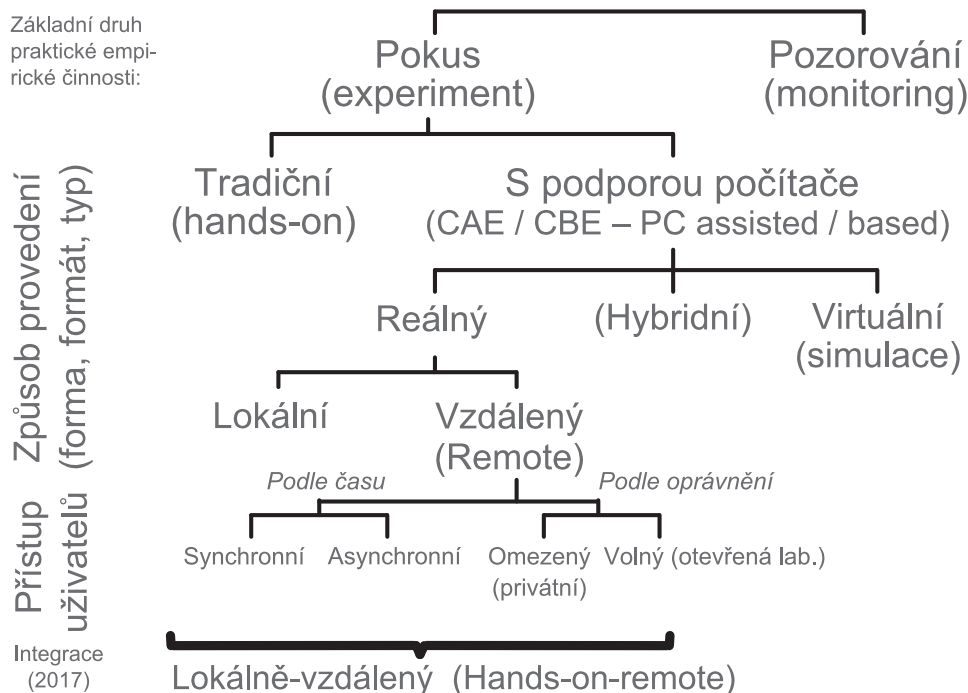 Základní druh
praktické empi-
rické činnosti:
Pokus
(experiment)
Pozorování
(monitoring)
Způsob provedení
(forma, formát, typ)
Tradiční
(hands-on)
S podporou počítače
(CAE / CBE – PC assisted / based)
Reálný
(Hybridní)
Virtuální
(simulace)
Lokální
Vzdálený
(Remote)
Přístup
uživatelů
Podle času
Podle oprávnění
Synchronní
Asynchronní
Omezený
(privátní)
Volný (otevřená lab.)
Integrace
(2017)
Lokálně-vzdálený (Hands-on-remote)